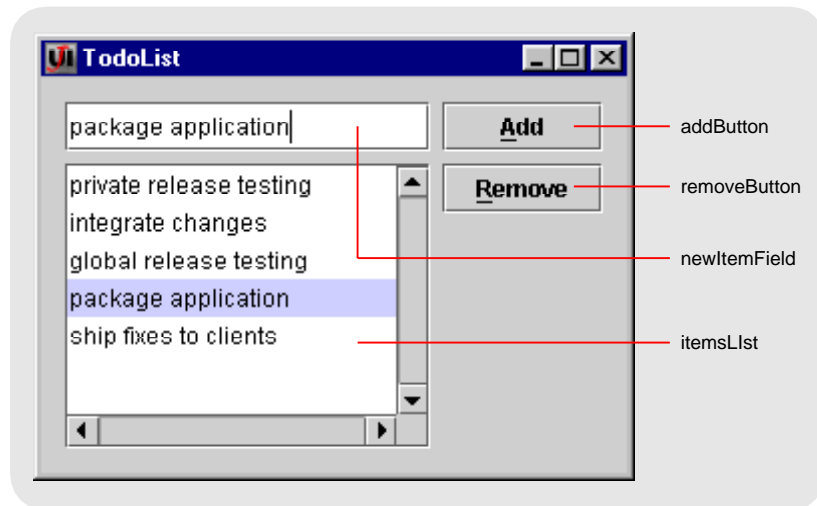 UI TodoList
package application
Add
addButton
private release testing
Remove
removeButton
integrate changes
global release testing
newItemField
package application
ship fixes to clients
itemsLIst